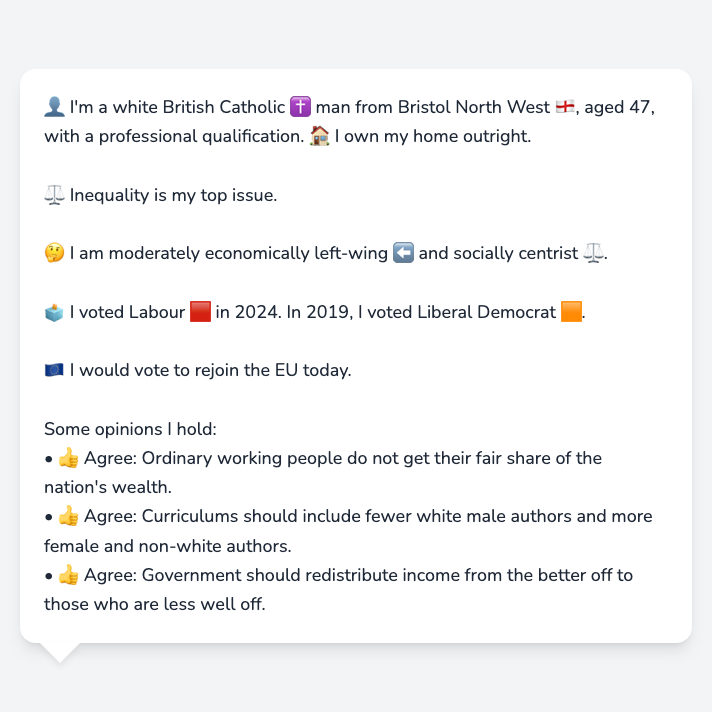 👤 I'm a white British Catholic ✝️ man from Bristol North West 🏴󠁧󠁢󠁥󠁮󠁧󠁿, aged 47,
with a professional qualification. 🏠 I own my home outright.
⚖️ Inequality is my top issue.
🤔 I am moderately economically left-wing ⬅️ and socially centrist ⚖️.
🗳️ I voted Labour 🟥 in 2024. In 2019, I voted Liberal Democrat 🟧.
🇪🇺 I would vote to rejoin the EU today.
Some opinions I hold:
• 👍 Agree: Ordinary working people do not get their fair share of the
nation's wealth.
• 👍 Agree: Curriculums should include fewer white male authors and more
female and non-white authors.
• 👍 Agree: Government should redistribute income from the better off to
those who are less well off.